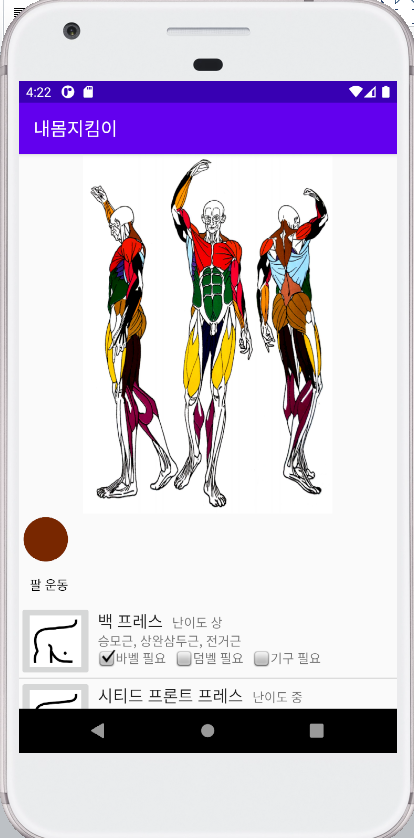 4:22
내몸지킴이
팔 운동
백 프레스 난이도 상
승모근, 상완삼두근, 전거근
바벨 필요 덤벨 필요 기구 필요
시티드 프론트 프레스 난이도 중